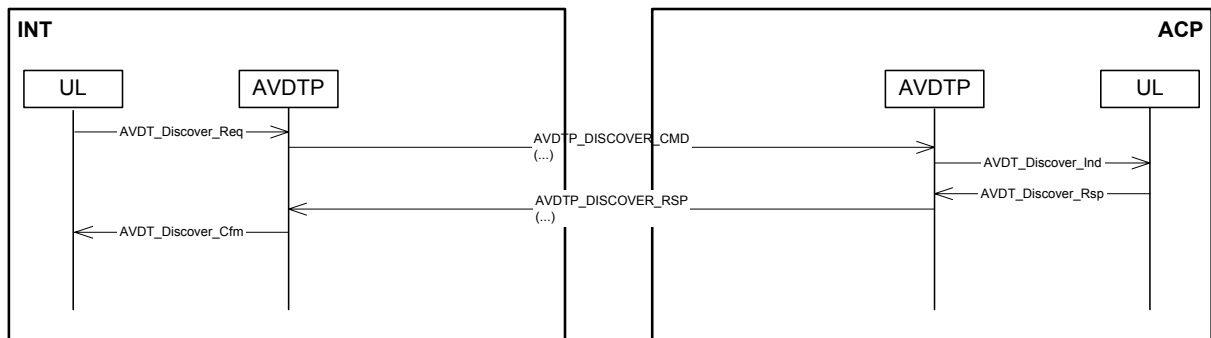 INT
ACP
UL
AVDTP
AVDTP
UL
AVDT_Discover_Req
AVDTP_DISCOVER_CMD
(...)
AVDT_Discover_Ind
AVDT_Discover_Rsp
AVDTP_DISCOVER_RSP
(...)
AVDT_Discover_Cfm